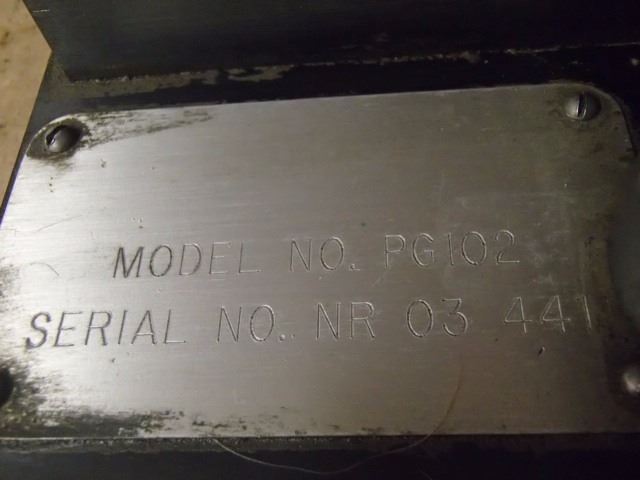 MODEL NO. PG102
SERIAL NO. NR 03 441